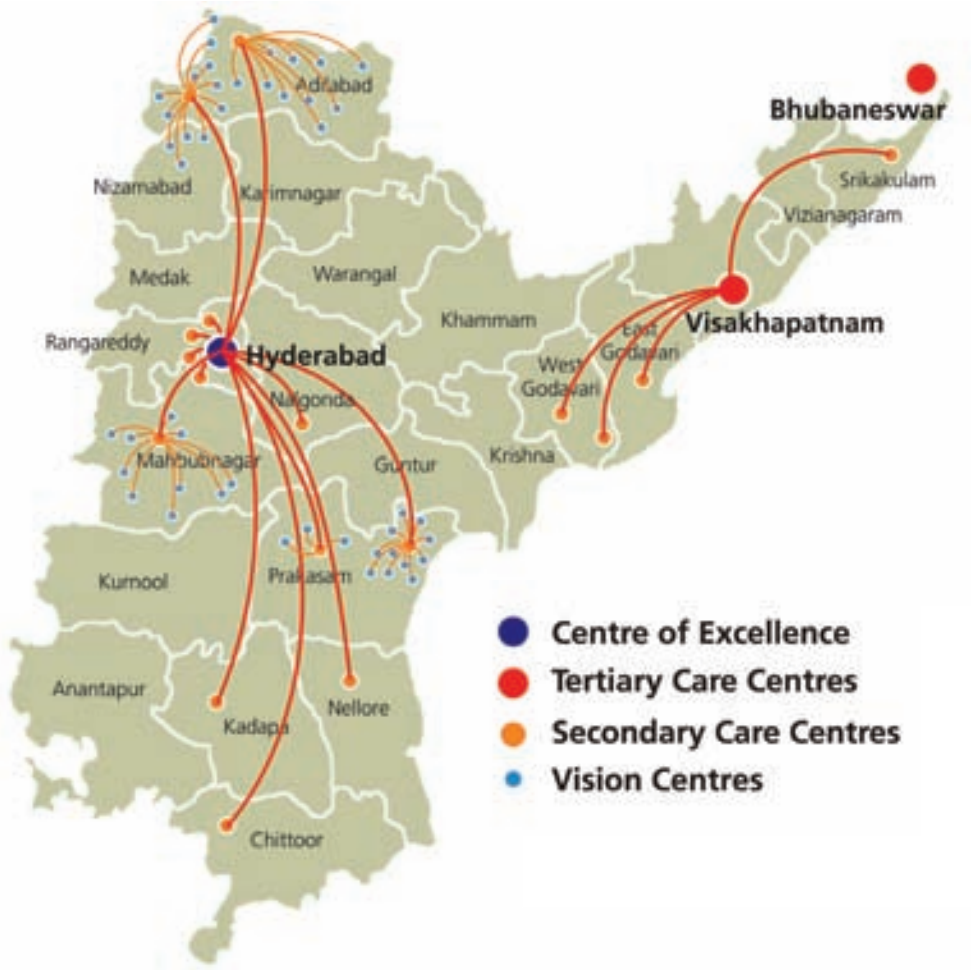 Adilabad
Bhubaneswar
Nizamabad
Karimnagar
Srikakulam
Vizianagaram
Medak
Warangal
Khammam
Visakhapatnam
Rangareddy
Hyderabad
East
Godavari
West
Godavari
Nalgonda
Mahbubnagar
Guntur
Krishna
Kurnool
Prakasam
Anantapur
Kadapa
Nellore
Chittoor
Centre of Excellence
Tertiary Care Centres
Secondary Care Centres
Vision Centres